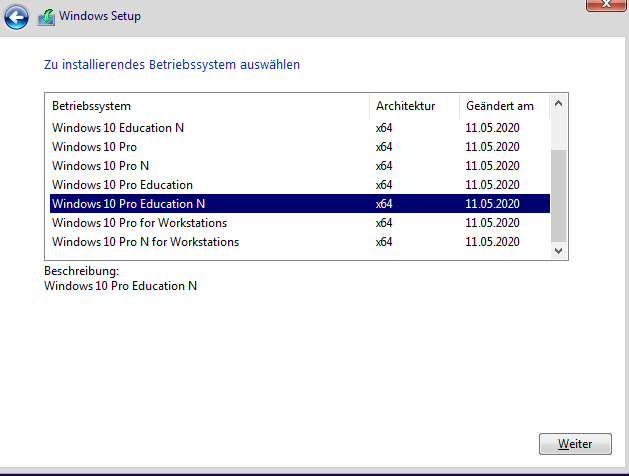 Windows Setup
Zu installierendes Betriebssystem auswählen
Betriebssystem Architektur Geändert am
Windows 10 Education N x64 11.05.2020
Windows 10 Pro x64 11.05.2020
Windows 10 Pro N x64 11.05.2020
Windows 10 Pro Education x64 11.05.2020
Windows 10 Pro Education N x64 11.05.2020
Windows 10 Pro for Workstations x64 11.05.2020
Windows 10 Pro N for Workstations x64 11.05.2020
Beschreibung:
Windows 10 Pro Education N
Weiter